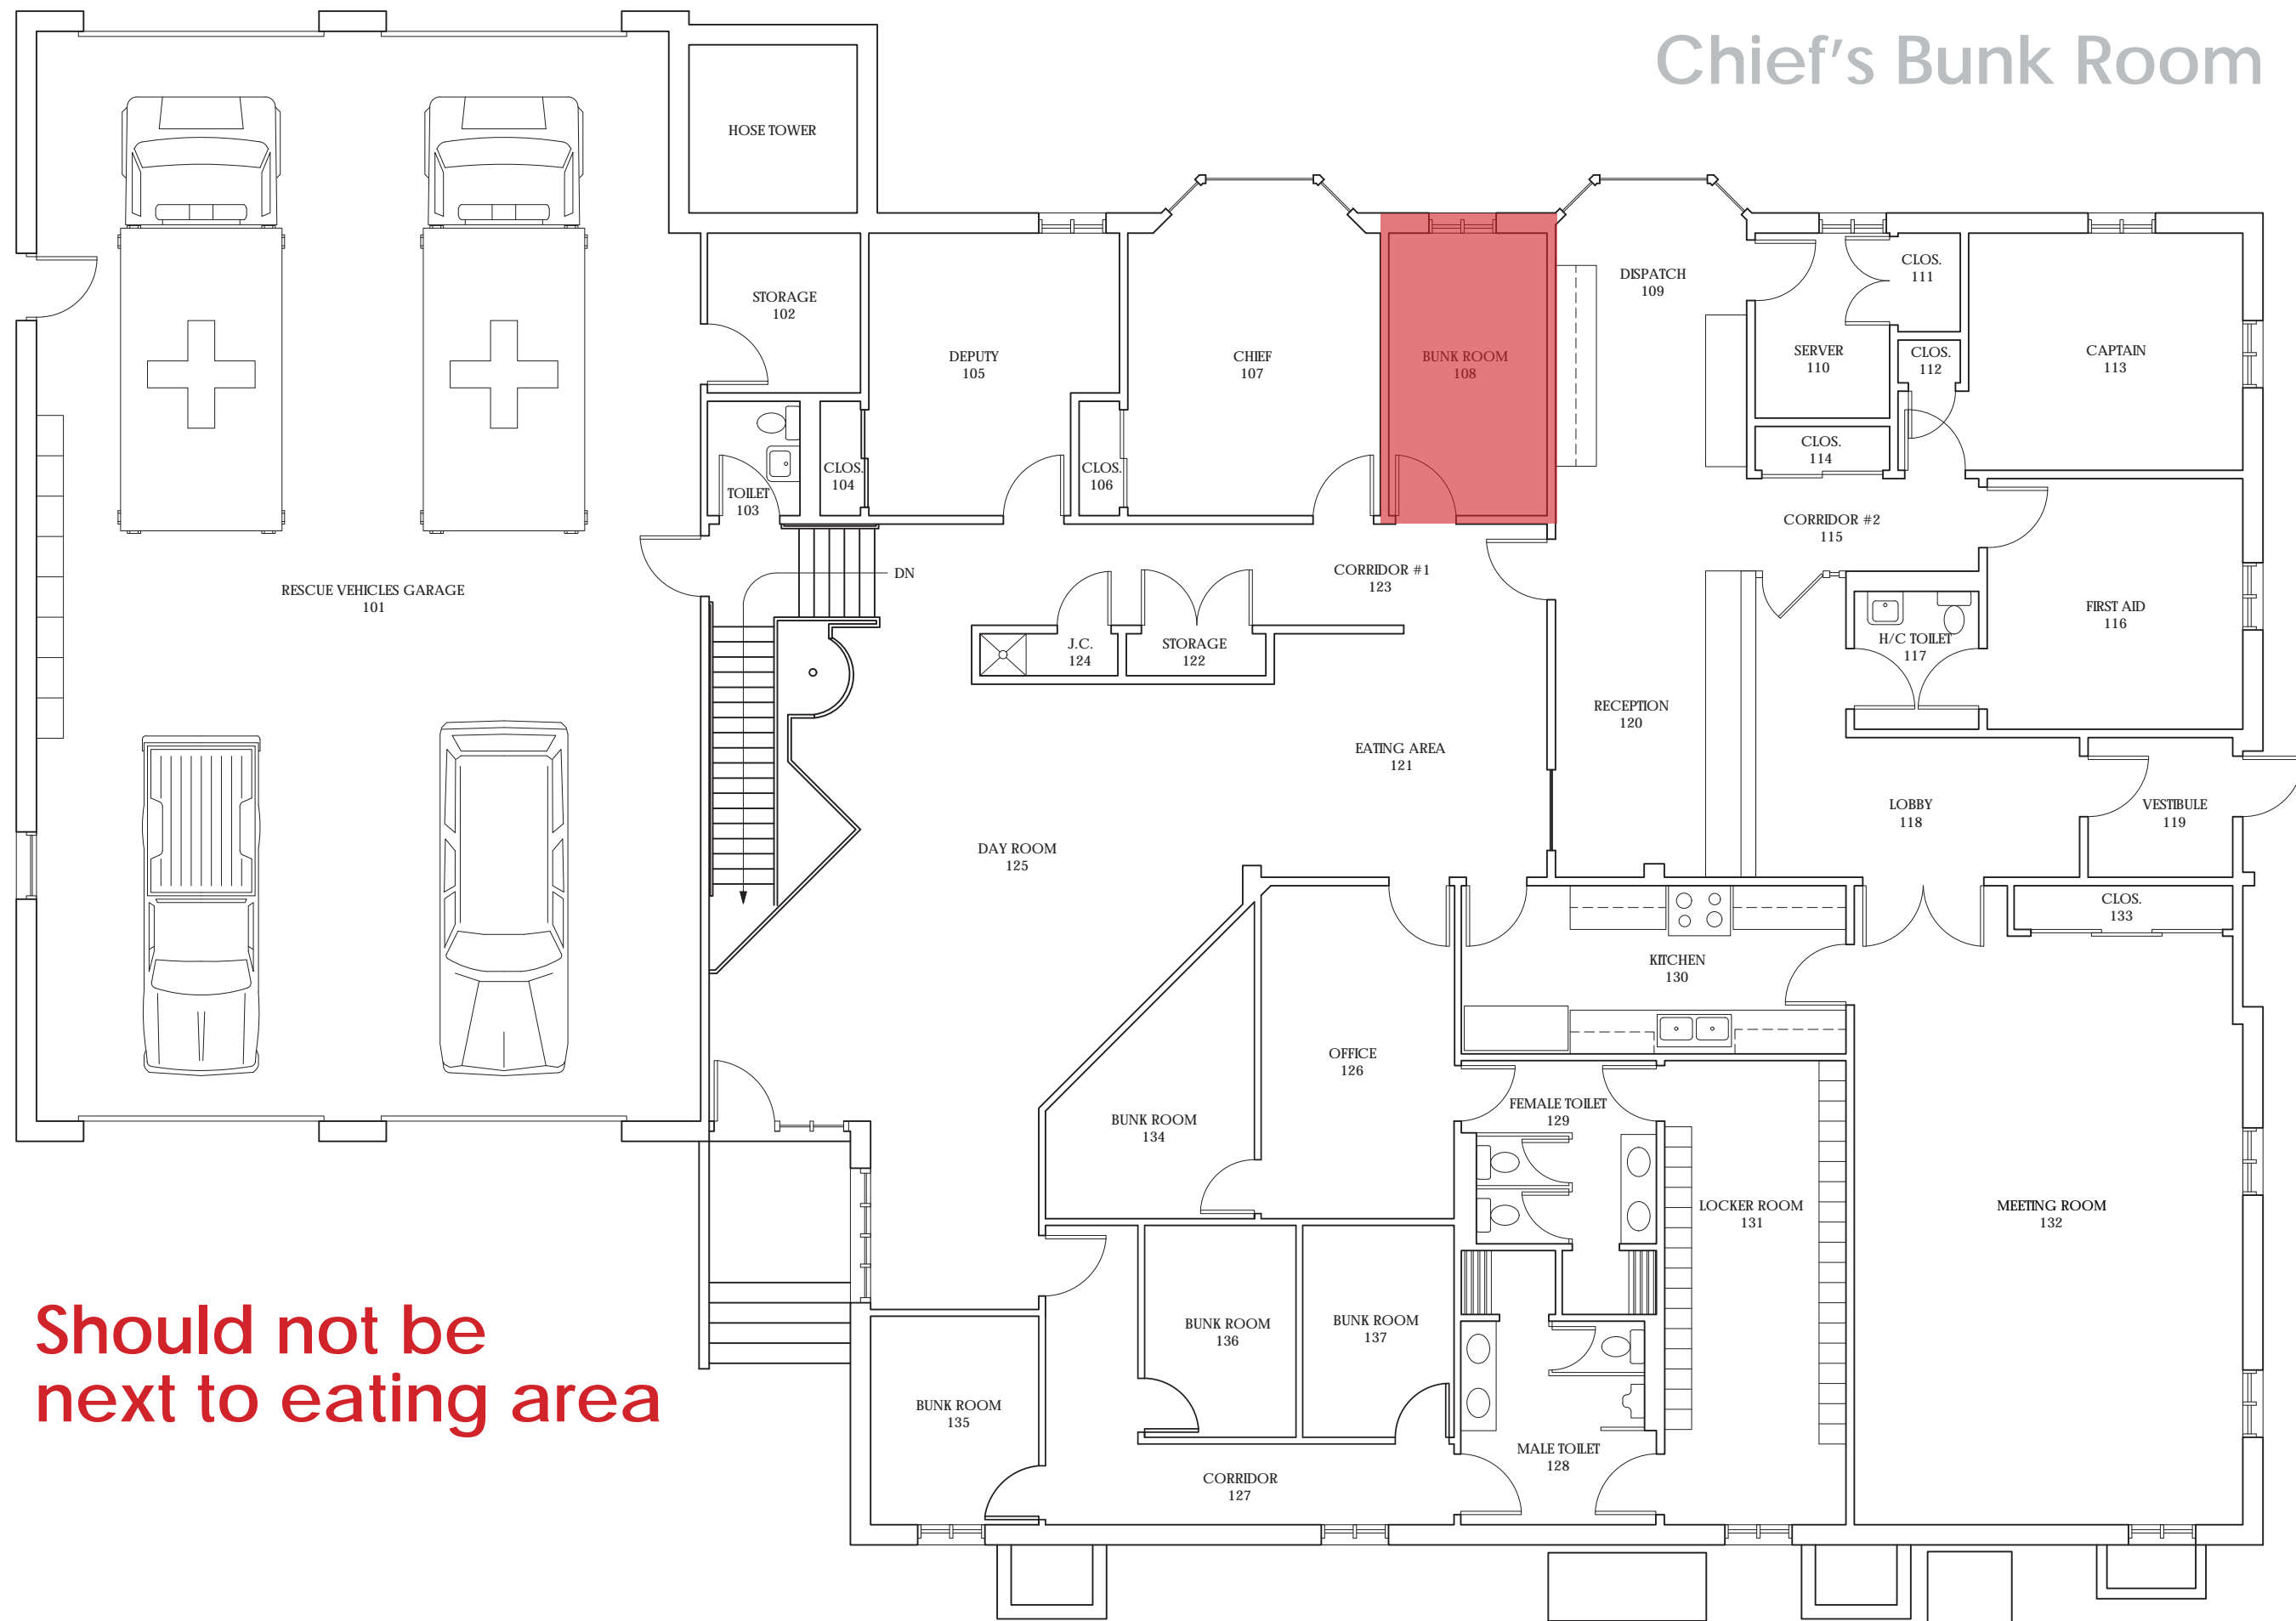 Chief's Bunk Room
HOSE TOWER
STORAGE
102
DEPUTY
105
CHIEF
107
BUNK ROOM
108
DISPATCH
109
SERVER
110
CLOS.
111
CLOS.
112
CAPTAIN
113
CLOS.
114
TOILET
103
CLOS.
104
CLOS.
106
CORRIDOR #2
115
DN
CORRIDOR #1
123
RESCUE VEHICLES GARAGE
101
J.C.
124
STORAGE
122
H/C TOILET
117
FIRST AID
116
RECEPTION
120
EATING AREA
121
LOBBY
118
VESTIBULE
119
DAY ROOM
125
CLOS.
133
KITCHEN
130
OFFICE
126
BUNK ROOM
134
FEMALE TOILET
129
LOCKER ROOM
131
MEETING ROOM
132
BUNK ROOM
136
BUNK ROOM
137
BUNK ROOM
135
MALE TOILET
128
CORRIDOR
127
Should not be
next to eating area